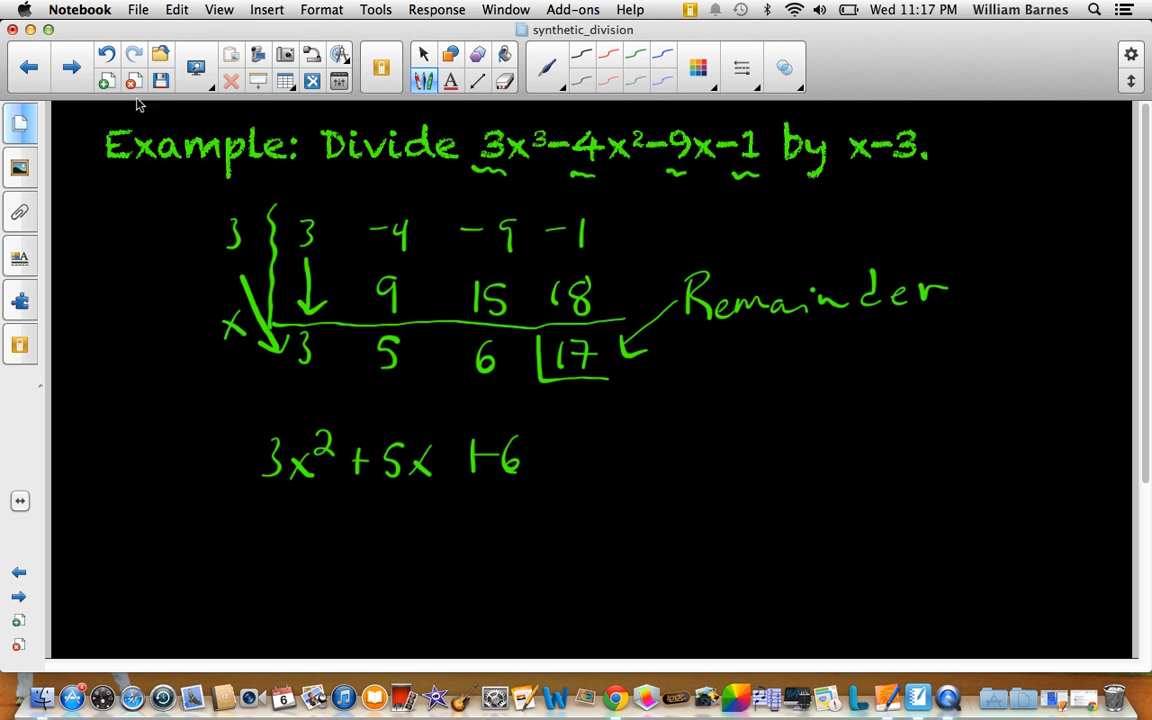 Notebook File Edit View Insert Format Tools Response Window Add-ons Help Wed 11:17 PM William Barnes
synthetic_division
Example: Divide 3x³-4x²-9x-1 by x-3.
3 3 -4 -9 -1
9 15 18
Remainder
x 3 5 6 17
3x² + 5x + 6